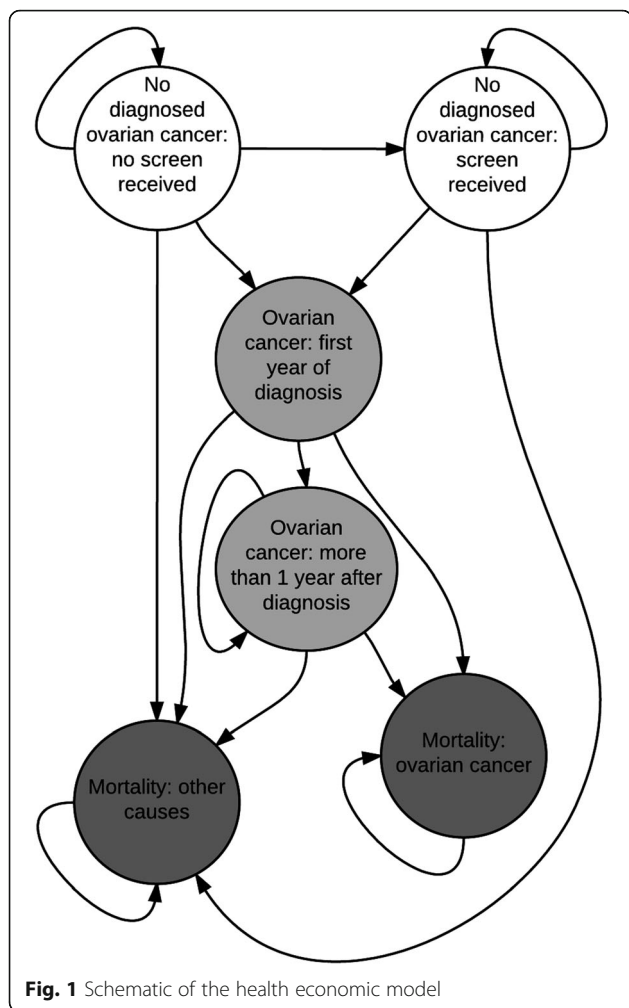 No
diagnosed
ovarian cancer:
no screen
received
No
diagnosed
ovarian cancer:
screen
received
Ovarian
cancer: first
year of
diagnosis
Ovarian
cancer: more
than 1 year after
diagnosis
Mortality:
ovarian cancer
Mortality: other
causes
Fig. 1 Schematic of the health economic model